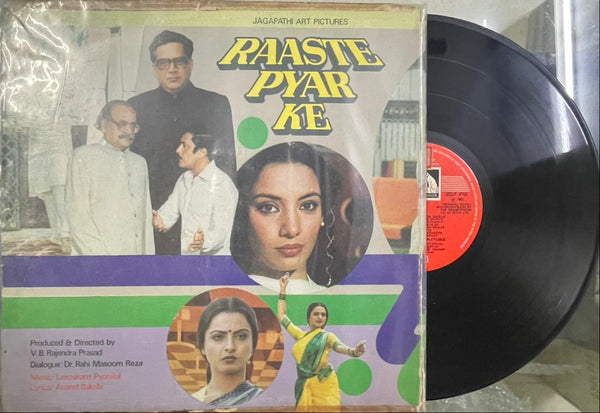 JAGAPATHI ART PICTURES
RAASTE
PYAR
KE
Produced & Directed by
V.B. Rajendra Prasad
Dialogue: Dr. Rahi Masoom Reza
Music: Laxmikant Pyarelal
Lyrics: Anand Bakshi